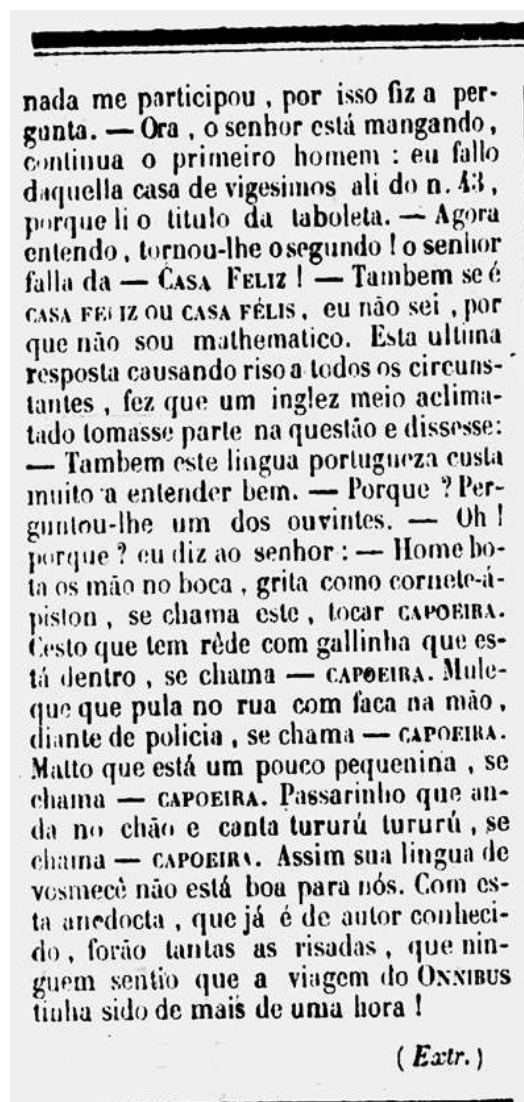 nada me participou , por isso fiz a per-
gunta. — Ora , o senhor está mangando,
continua o primeiro homem : eu fallo
daquella casa de vigesimos ali do n. 43,
porque li o titulo da taboleta. — Agora
entendo , tornou-lhe o segundo ! o senhor
falla da — CASA FELIZ ! — Tambem se é
CASA FELIZ OU CASA FÉLIS, eu não sei , por
que não sou mathematico. Esta ultima
resposta causando riso a todos os circuns-
tantes , fez que um inglez meio aclima-
tado tomasse parte na questão e dissesse:
— Tambem este lingua portugueza custa
muito a entender bem. — Porque ? Per-
guntou-lhe um dos ouvintes. — Oh !
porque ? eu diz ao senhor : — Home bo-
ta os mão no boca , grita como cornete-á-
piston , se chama este , tocar CAPOEIRA.
Cesto que tem rêde com gallinha que es-
tá dentro , se chama — CAPOEIRA. Mule-
que que pula no rua com faca na mão ,
diante de policia , se chama — CAPOEIRA.
Matto que está um pouco pequenina , se
chama — CAPOEIRA. Passarinho que an-
da no chão e canta tururú tururú , se
chama — CAPOEIRA. Assim sua lingua de
vosmecê não está boa para nós. Com es-
ta anedocta , que já é de autor conheci-
do , forão tantas as risadas , que nin-
guem sentio que a viagem do ONNIBUS
tinha sido de mais de uma hora !
( Extr. )